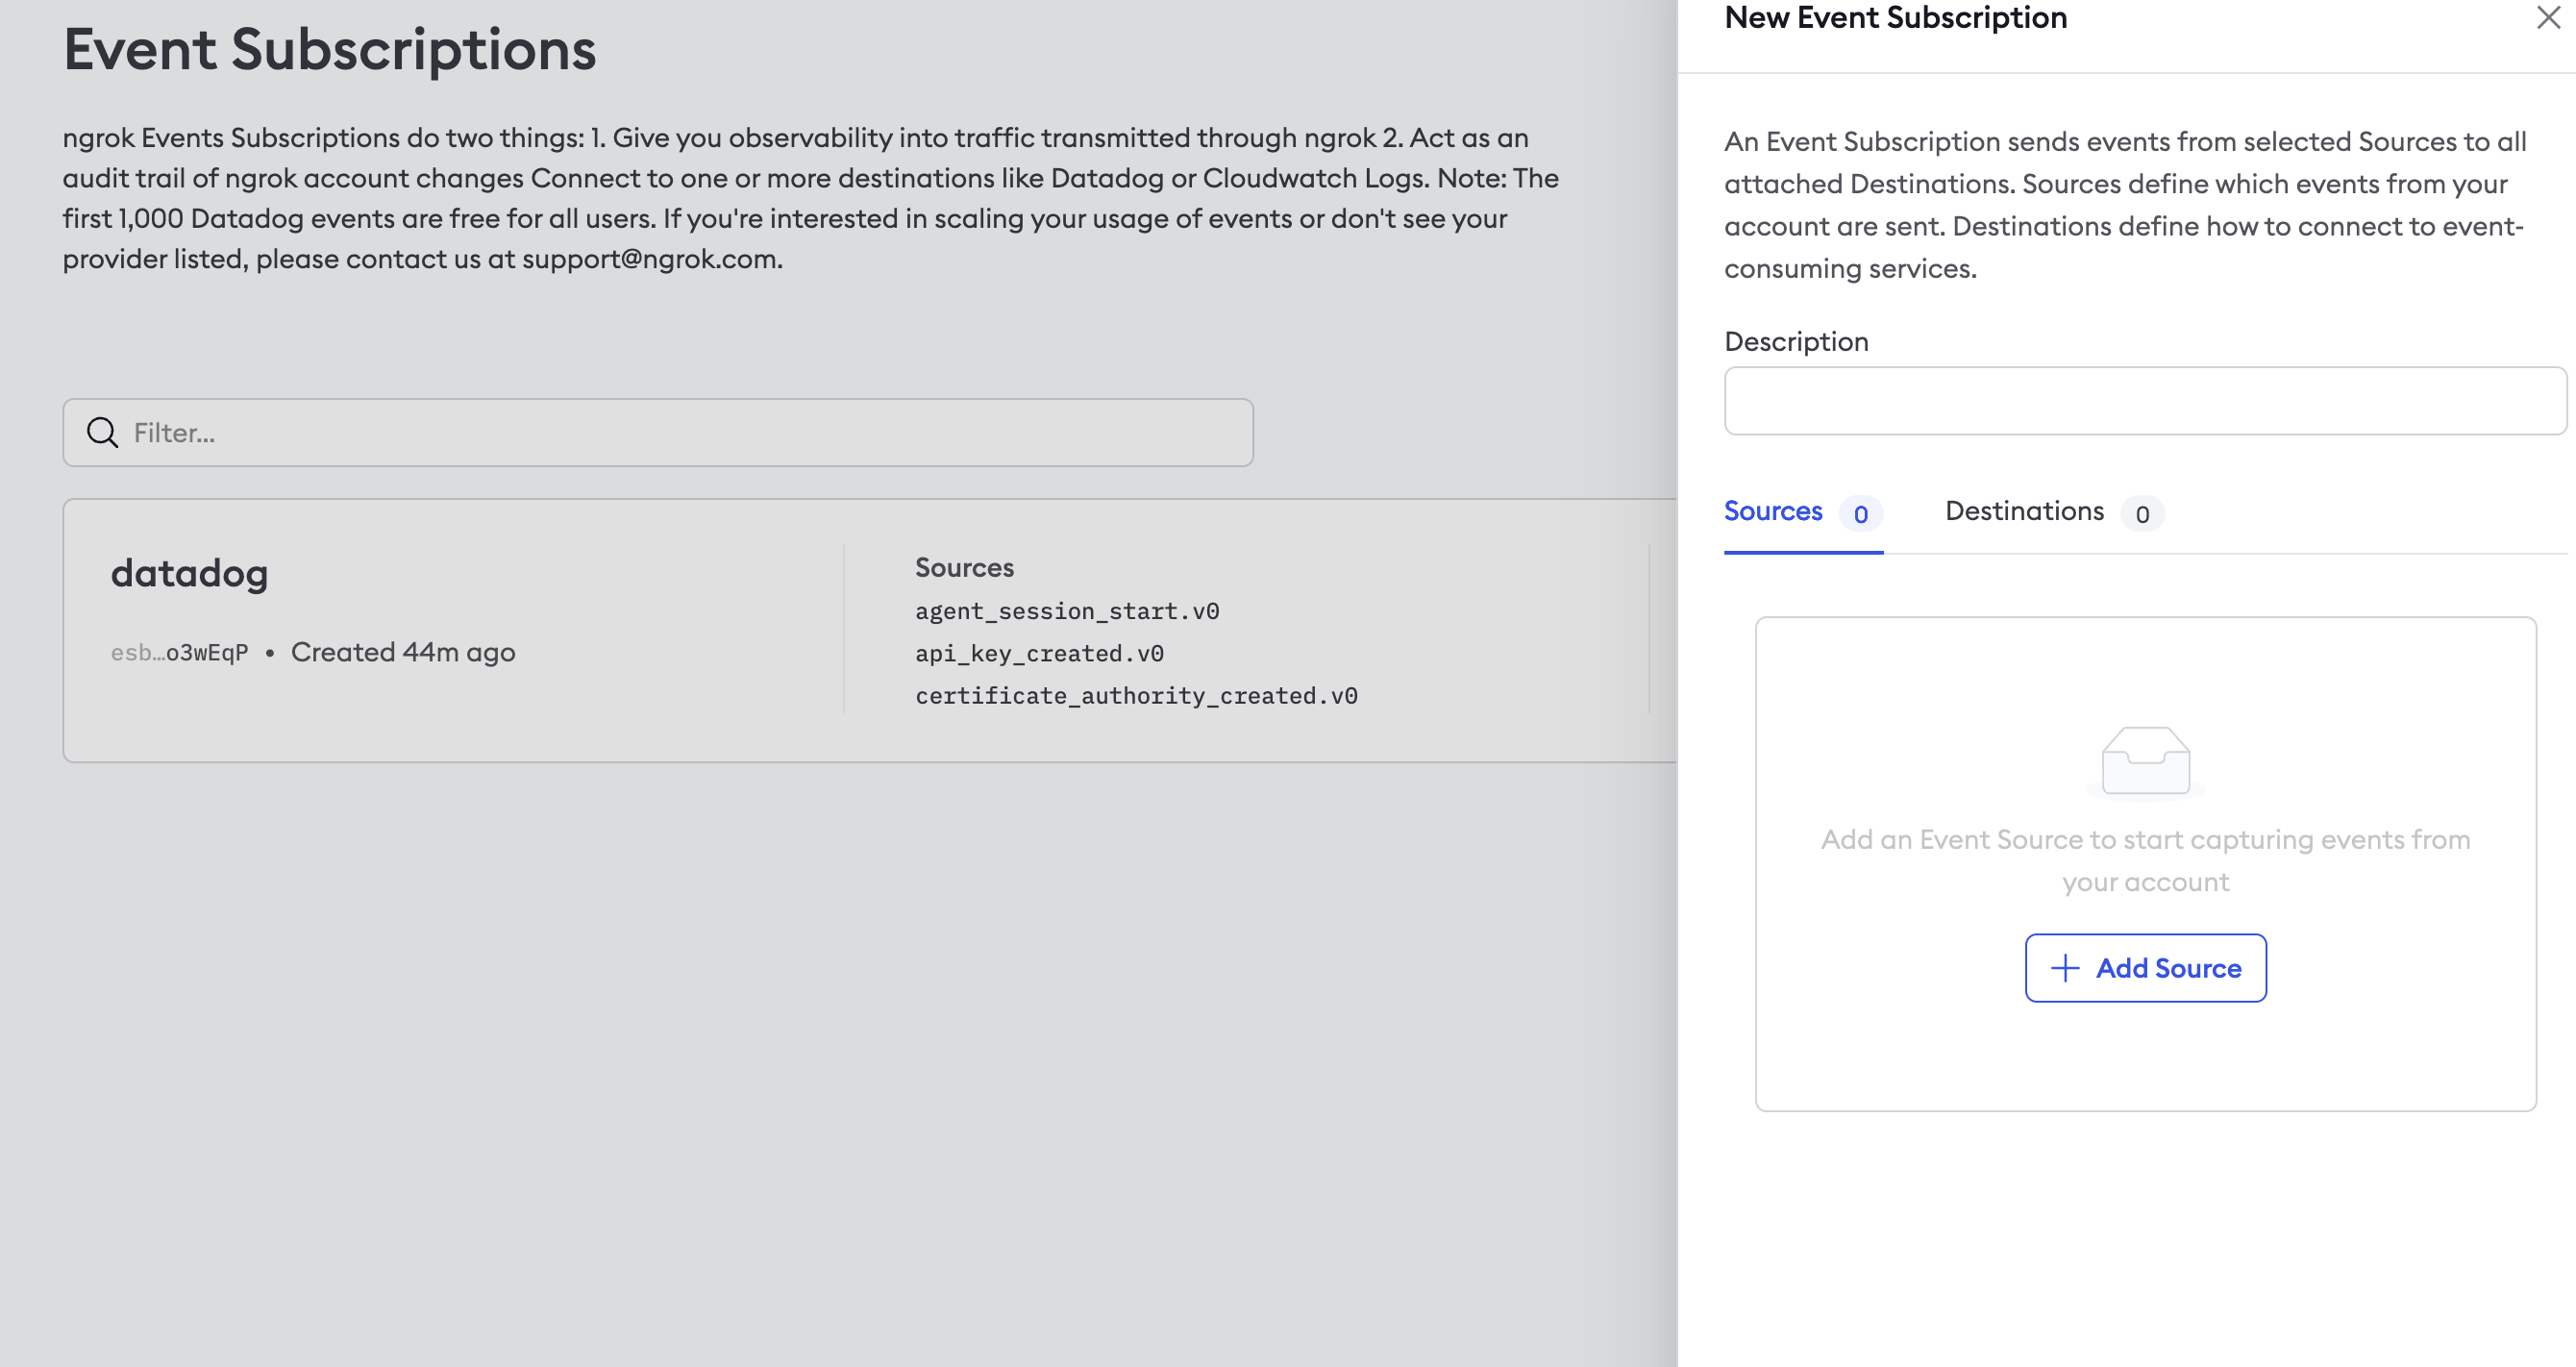 Event Subscriptions
ngrok Events Subscriptions do two things: 1. Give you observability into traffic transmitted through ngrok 2. Act as an
audit trail of ngrok account changes Connect to one or more destinations like Datadog or Cloudwatch Logs. Note: The
first 1,000 Datadog events are free for all users. If you're interested in scaling your usage of events or don't see your
provider listed, please contact us at support@ngrok.com.
Filter...
datadog
esb…o3wEqP • Created 44m ago
Sources
agent_session_start.v0
api_key_created.v0
certificate_authority_created.v0
New Event Subscription
An Event Subscription sends events from selected Sources to all
attached Destinations. Sources define which events from your
account are sent. Destinations define how to connect to event-
consuming services.
Description
Sources 0 Destinations 0
Add an Event Source to start capturing events from
your account
Add Source